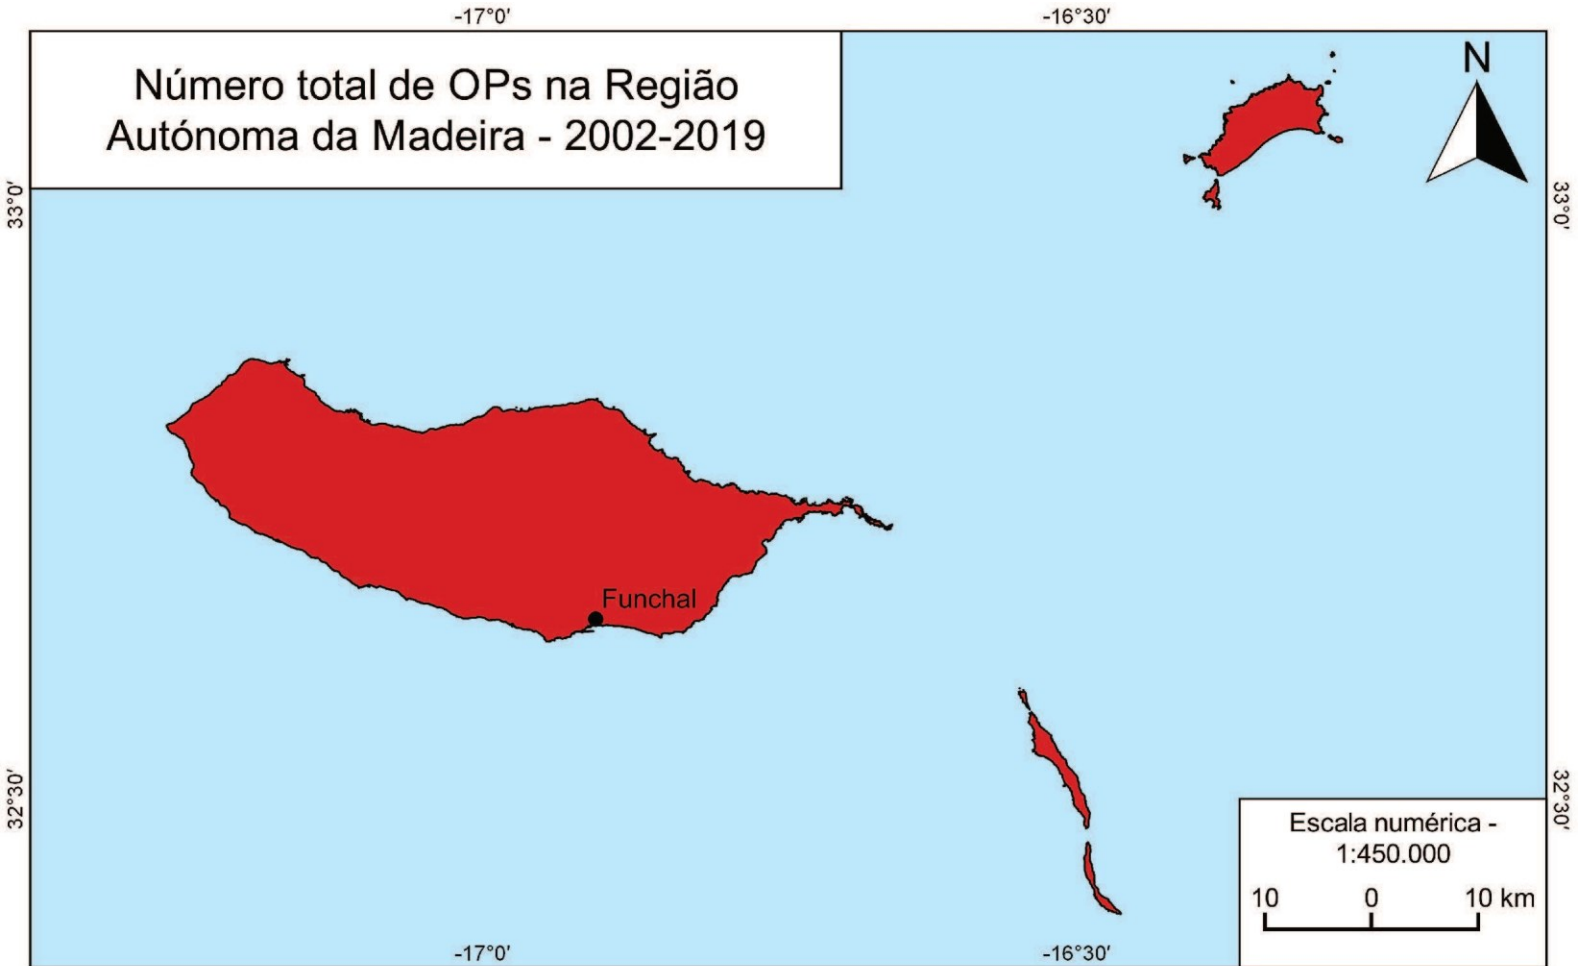 -17°0'
-16°30'
Número total de OPs na Região
Autónoma da Madeira - 2002-2019
N
33°0'
33°0'
Funchal
32°30'
32°30'
Escala numérica -
1:450.000
10 0 10 km
-17°0'
-16°30'